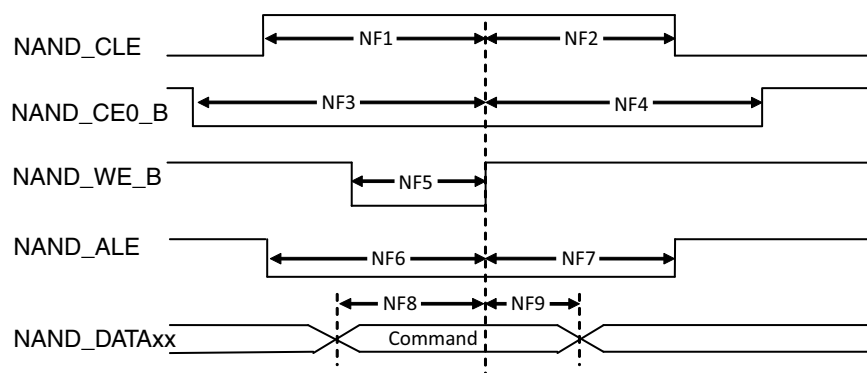 NAND_CLE
NF1
NF2
NAND_CE0_B
NF3
NF4
NAND_WE_B
NF5
NAND_ALE
NF6
NF7
NF8
NF9
NAND_DATAxx
Command